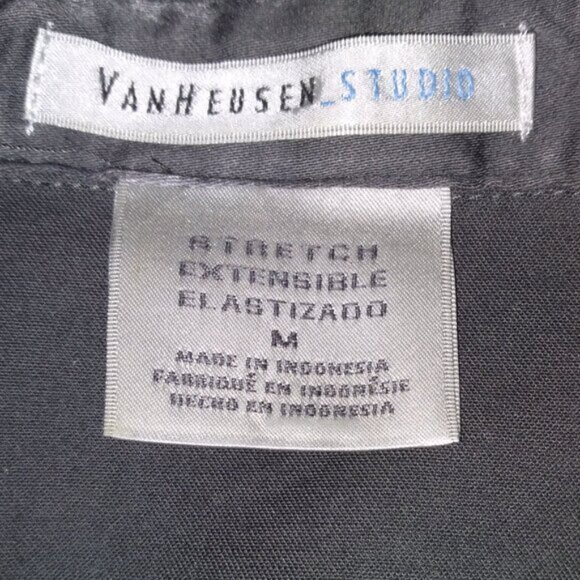 VANHEUSEN_STUDIO
STRETCH
EXTENSIBLE
ELASTIZADO
M
MADE IN INDONESIA
FABRIQUÉ EN INDONÉSIE
HECHO EN INDONESIA